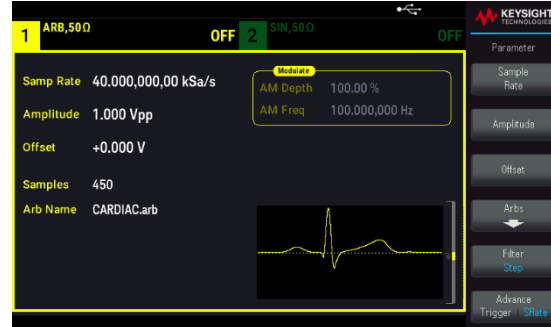 KEYSIGHT
TECHNOLOGIES
1 ARB,50Ω OFF 2 SIN,50Ω OFF
Parameter
Samp Rate 40.000,000,00 kSa/s
Amplitude 1.000 Vpp
Offset +0.000 V
Samples 450
Arb Name CARDIAC.arb
Modulate
AM Depth 100.00 %
AM Freq 100.000,000 Hz
Sample
Rate
Amplitude
Offset
Arbs
Filter
Step
Advance
Trigger SRate